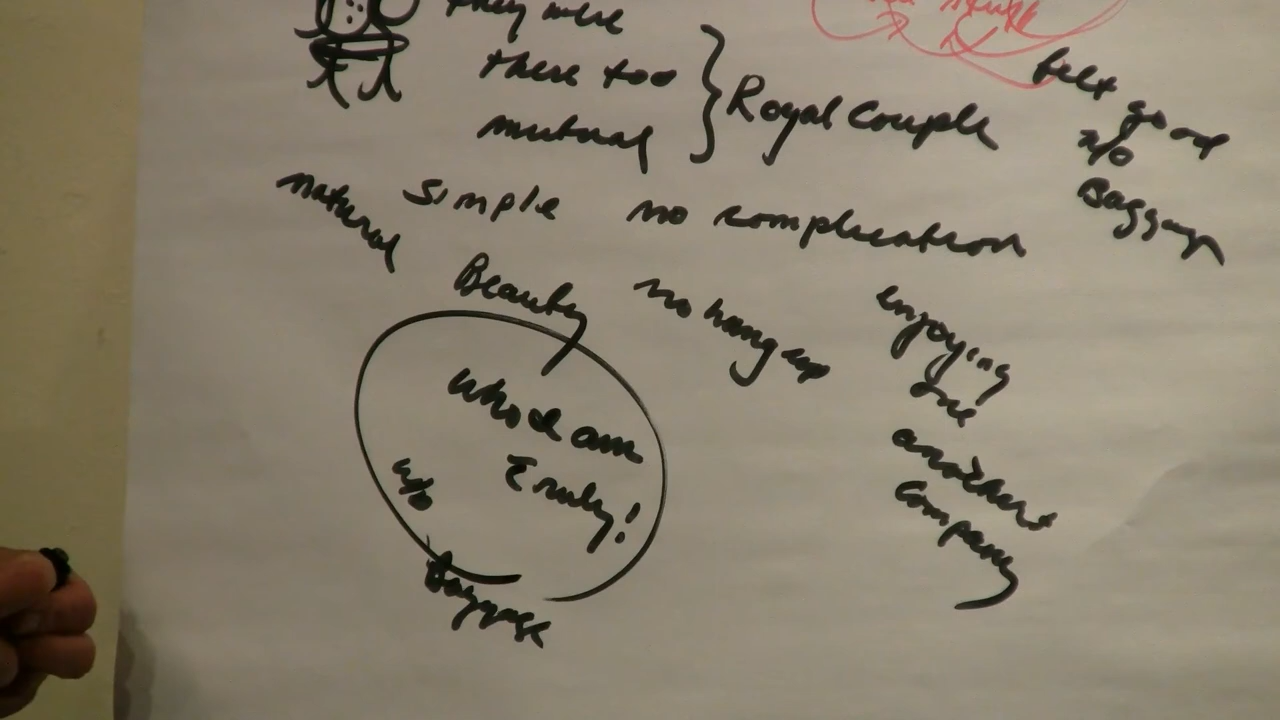 they were
there too
mutual
Royal Couple
felt good
w/o
Baggage
natural
simple no complication
Beauty
no hang up
enjoying
one
anothers
company
who I am
truly!
w/o
Baggage